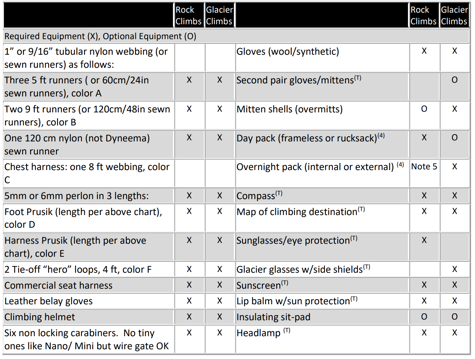 Rock Climbs
Glacier Climbs
Rock Climbs
Glacier Climbs
Required Equipment (X), Optional Equipment (O)
1” or 9/16” tubular nylon webbing (or
sewn runners) as follows:
Gloves (wool/synthetic) X X
Three 5 ft runners ( or 60cm/24in
sewn runners), color A
X X
Second pair gloves/mittens(T) O
Two 9 ft runners (or 120cm/48in sewn
runners), color B
X X
Mitten shells (overmitts) O X
One 120 cm nylon (not Dyneema)
sewn runner
X X
Day pack (frameless or rucksack)(4) X O
Chest harness: one 8 ft webbing, color
C
X
Overnight pack (internal or external) (4) Note 5 X
5mm or 6mm perlon in 3 lengths: X X
Compass(T) X X
Foot Prusik (length per above chart),
color D
X X
Map of climbing destination(T) X X
Harness Prusik (length per above
chart), color E
X X
Sunglasses/eye protection(T) X
2 Tie-off “hero” loops, 4 ft, color F X X
Glacier glasses w/side shields(T) X
Commercial seat harness X X
Sunscreen(T) X X
Leather belay gloves X X
Lip balm w/sun protection(T) X X
Climbing helmet X X
Insulating sit-pad O O
Six non locking carabiners. No tiny
ones like Nano/ Mini but wire gate OK
X X
Headlamp (T) X X